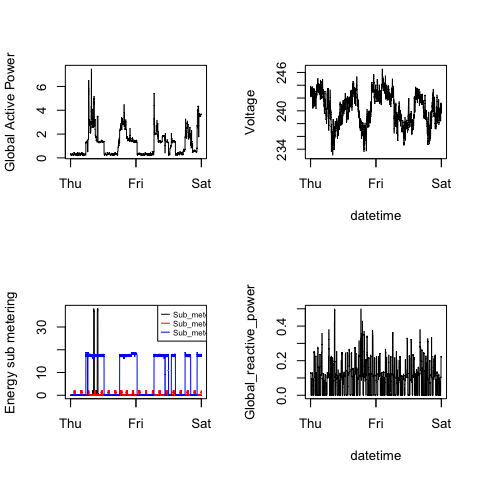 Global Active Power
6
4
2
0
Thu
Fri
Sat
Voltage
246
240
234
Thu
Fri
Sat
datetime
Energy sub metering
30
10
0
Sub_mete
Sub_mete
Sub_mete
Thu
Fri
Sat
Global_reactive_power
0.4
0.2
0.0
Thu
Fri
Sat
datetime